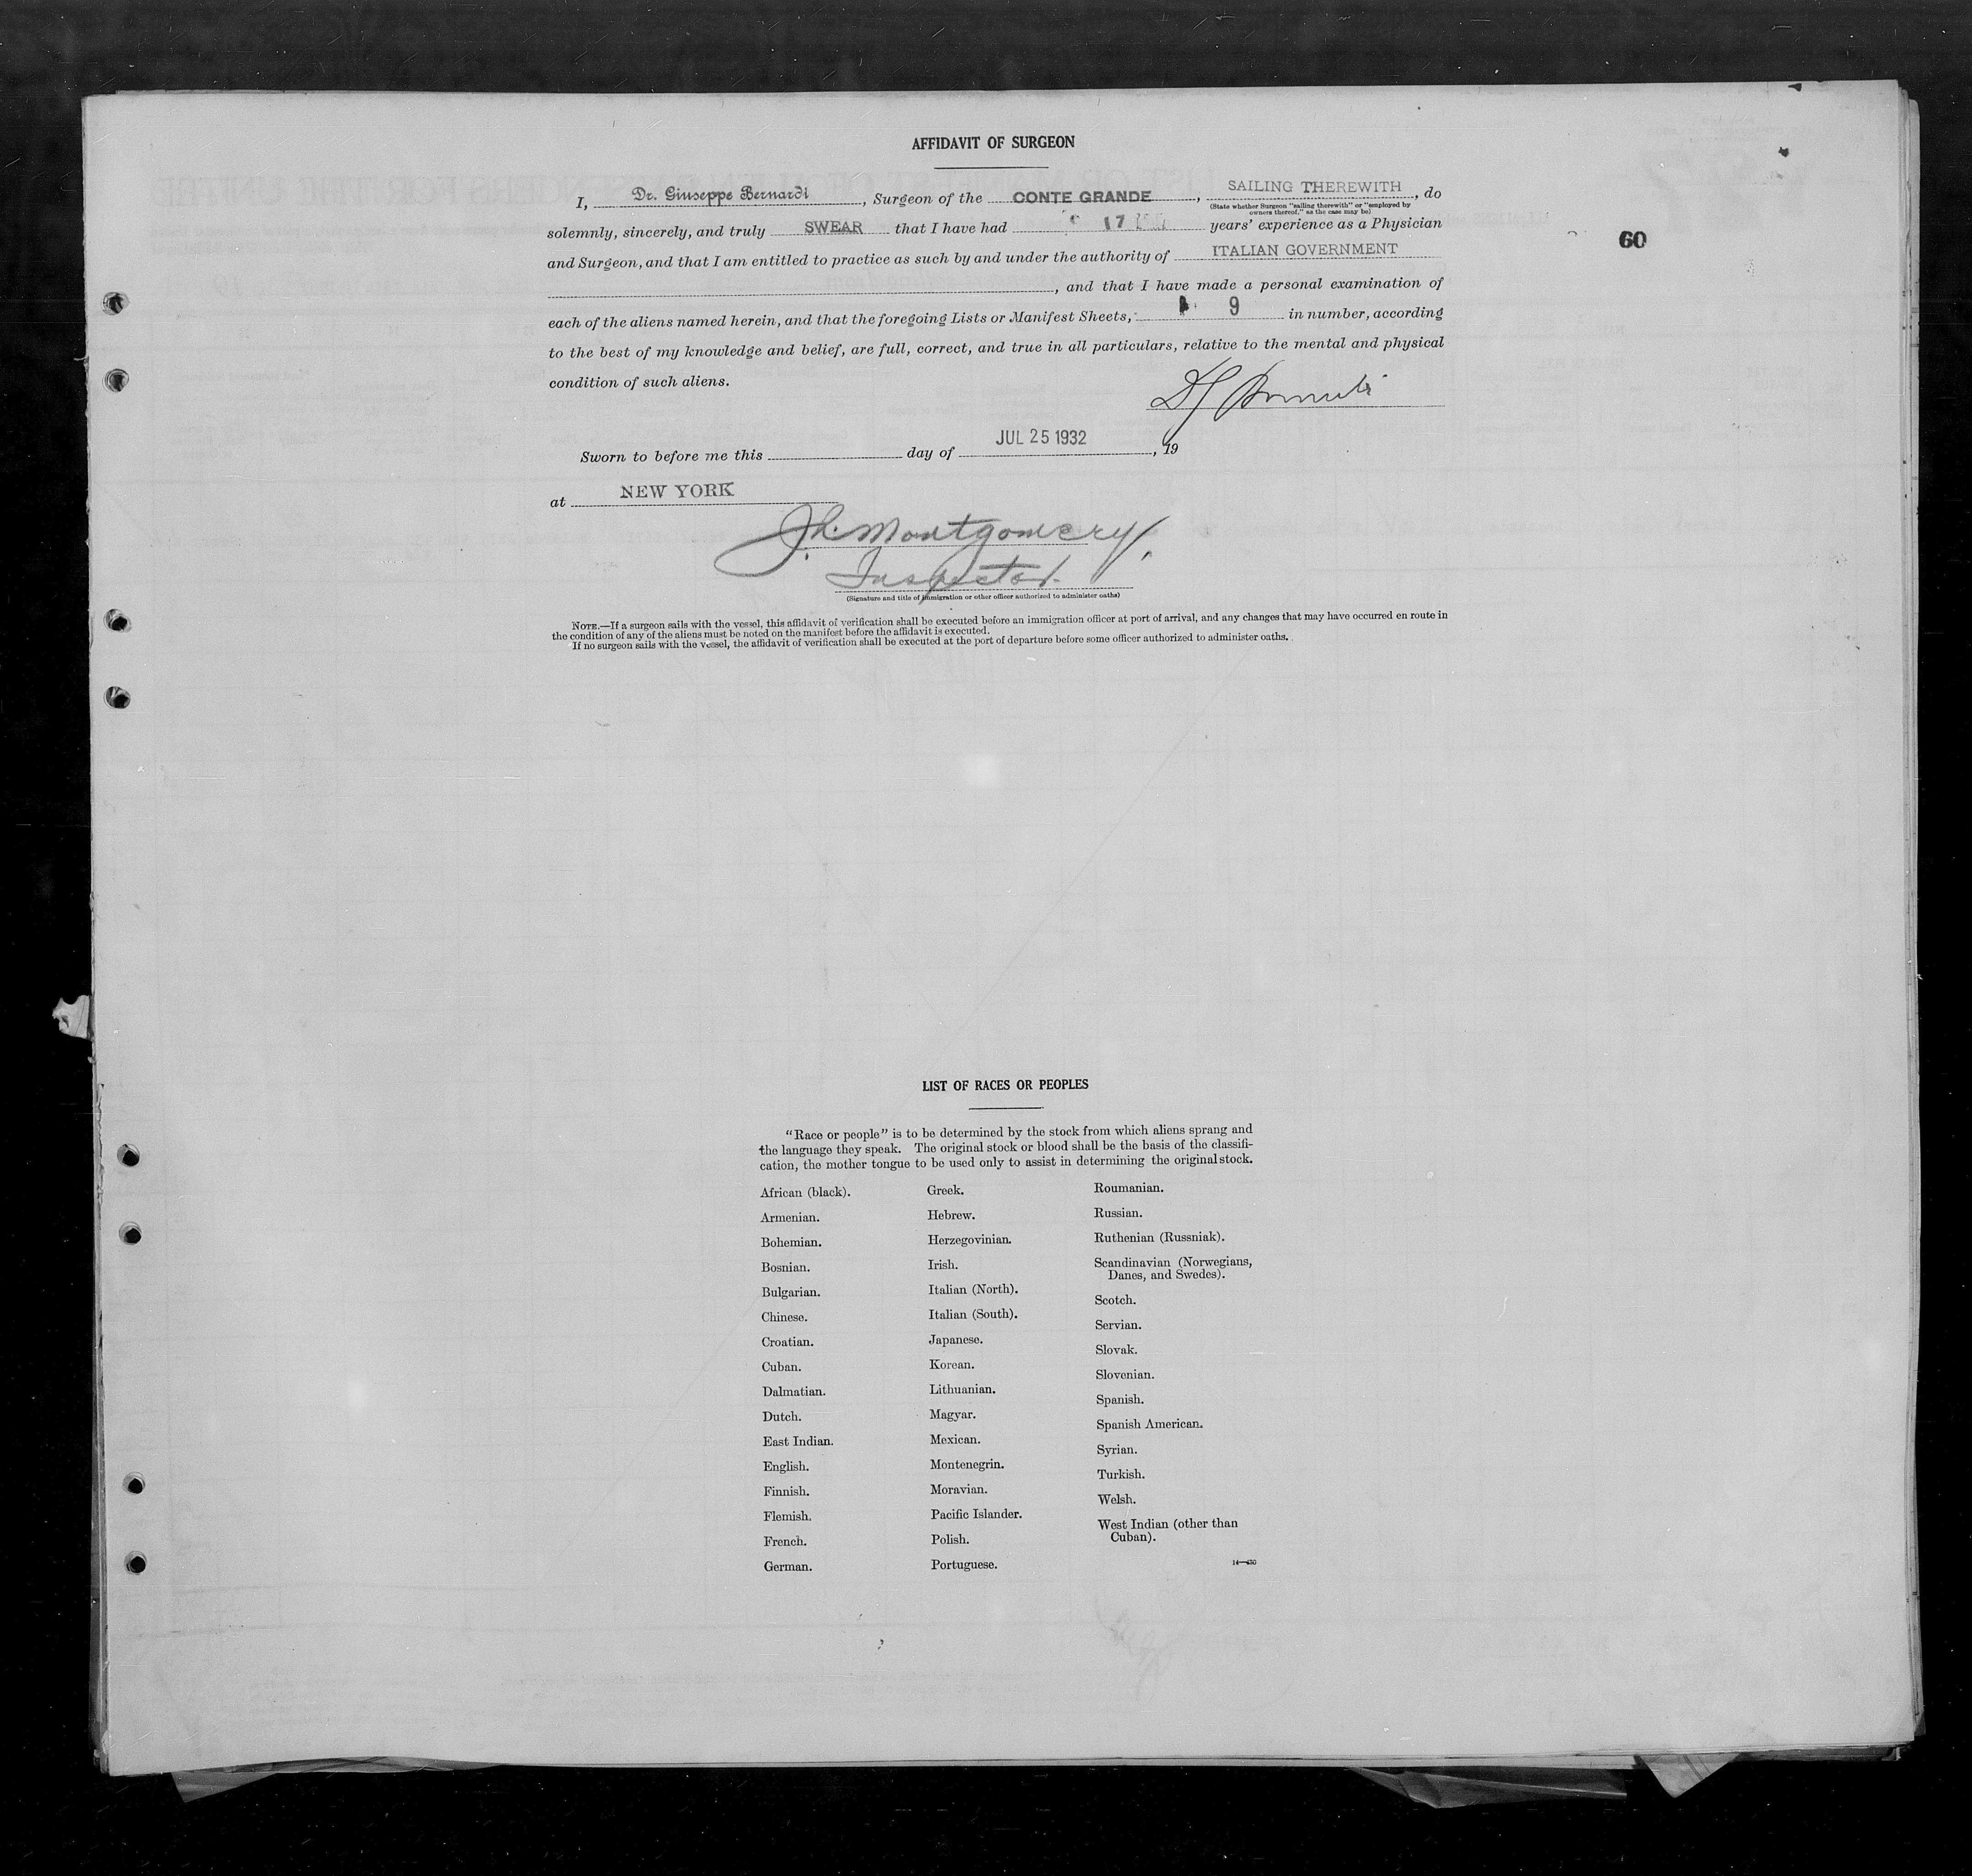 AFFIDAVIT OF SURGEON
I, Dr. Giuseppe Bernardi, Surgeon of the CONTE GRANDE, SAILING THEREWITH, do
(State whether Surgeon "sailing therewith" or "employed by
owners thereof," as the case may be)
solemnly, sincerely, and truly SWEAR that I have had 17 years' experience as a Physician
60
and Surgeon, and that I am entitled to practice as such by and under the authority of ITALIAN GOVERNMENT
, and that I have made a personal examination of
each of the aliens named herein, and that the foregoing Lists or Manifest Sheets, 9 in number, according
to the best of my knowledge and belief, are full, correct, and true in all particulars, relative to the mental and physical
condition of such aliens.
Sworn to before me this day of JUL 25 1932, 19
at NEW YORK
Montgomery,
Inspector.
(Signature and title of immigration or other officer authorized to administer oaths)
NOTE.—If a surgeon sails with the vessel, this affidavit of verification shall be executed before an immigration officer at port of arrival, and any changes that may have occurred en route in
the condition of any of the aliens must be noted on the manifest before the affidavit is executed.
If no surgeon sails with the vessel, the affidavit of verification shall be executed at the port of departure before some officer authorized to administer oaths.
LIST OF RACES OR PEOPLES
"Race or people" is to be determined by the stock from which aliens sprang and
the language they speak. The original stock or blood shall be the basis of the classifi-
cation, the mother tongue to be used only to assist in determining the original stock.
African (black).
Armenian.
Bohemian.
Bosnian.
Bulgarian.
Chinese.
Croatian.
Cuban.
Dalmatian.
Dutch.
East Indian.
English.
Finnish.
Flemish.
French.
German.
Greek.
Hebrew.
Herzegovinian.
Irish.
Italian (North).
Italian (South).
Japanese.
Korean.
Lithuanian.
Magyar.
Mexican.
Montenegrin.
Moravian.
Pacific Islander.
Polish.
Portuguese.
Roumanian.
Russian.
Ruthenian (Russniak).
Scandinavian (Norwegians,
Danes, and Swedes).
Scotch.
Servian.
Slovak.
Slovenian.
Spanish.
Spanish American.
Syrian.
Turkish.
Welsh.
West Indian (other than
Cuban).
14—430